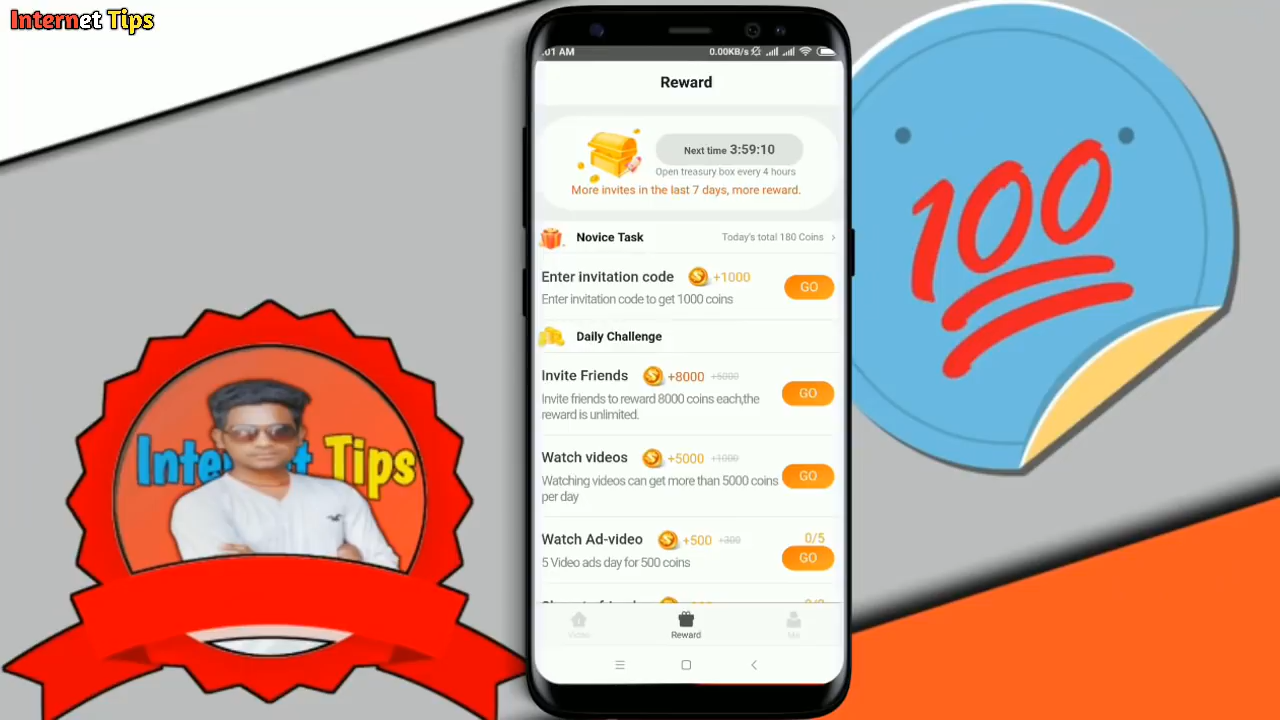 Internet Tips
:01 AM
0.00KB/s
Reward
Next time 3:59:10
Open treasury box every 4 hours
More invites in the last 7 days, more reward.
Novice Task
Today's total 180 Coins >
Enter invitation code +1000
GO
Enter invitation code to get 1000 coins
Daily Challenge
Invite Friends +8000 +5000
GO
Invite friends to reward 8000 coins each,the
reward is unlimited.
Watch videos +5000 +1000
GO
Watching videos can get more than 5000 coins
per day
Watch Ad-video +500 +300
0/5
GO
5 Video ads day for 500 coins
Video
Reward
Me
100
Inte t Tips